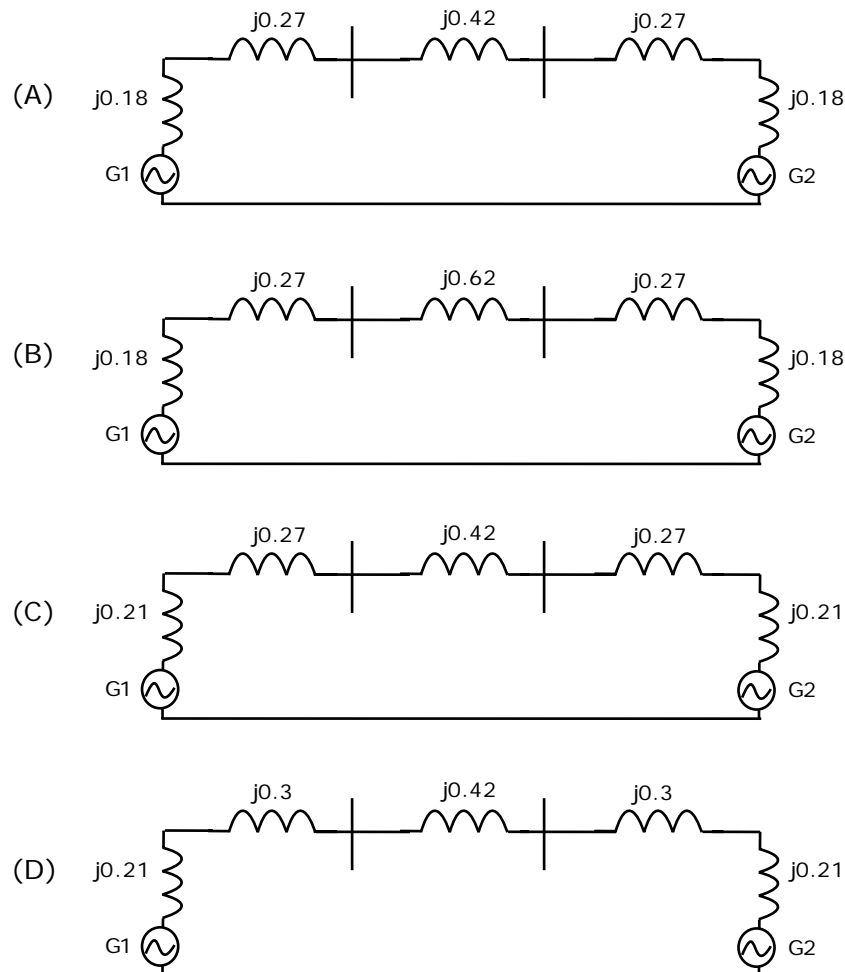 j0.27 j0.42 j0.27
(A) j0.18 j0.18
G1 G2
j0.27 j0.62 j0.27
(B) j0.18 j0.18
G1 G2
j0.27 j0.42 j0.27
(C) j0.21 j0.21
G1 G2
j0.3 j0.42 j0.3
(D) j0.21 j0.21
G1 G2